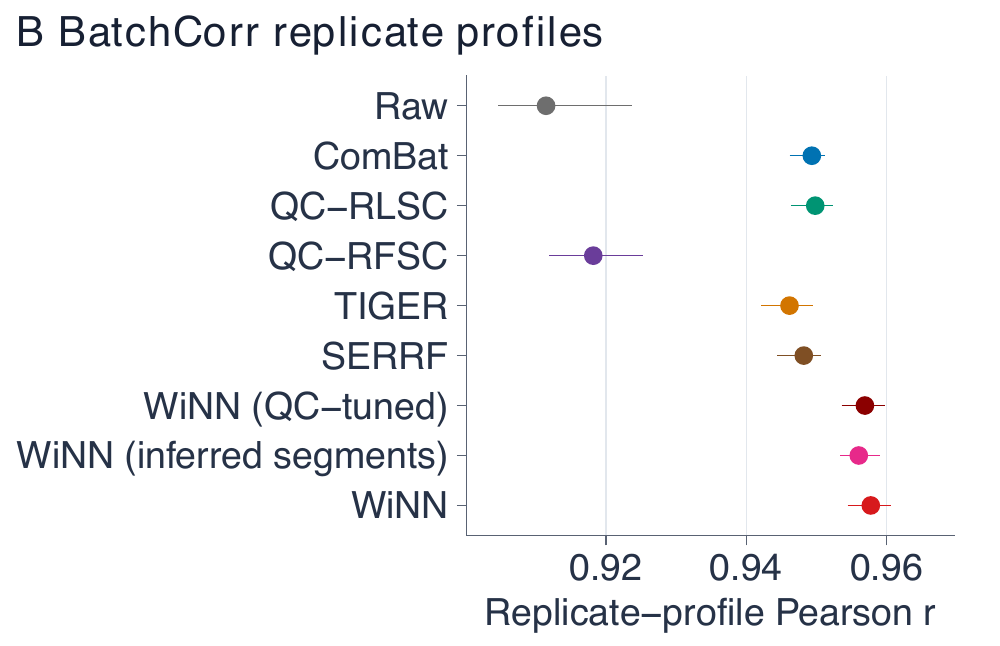 B BatchCorr replicate profiles
Raw
ComBat
QC−RLSC
QC−RFSC
TIGER
SERRF
WiNN (QC−tuned)
WiNN (inferred segments)
WiNN
0.92 0.94 0.96
Replicate−profile Pearson r